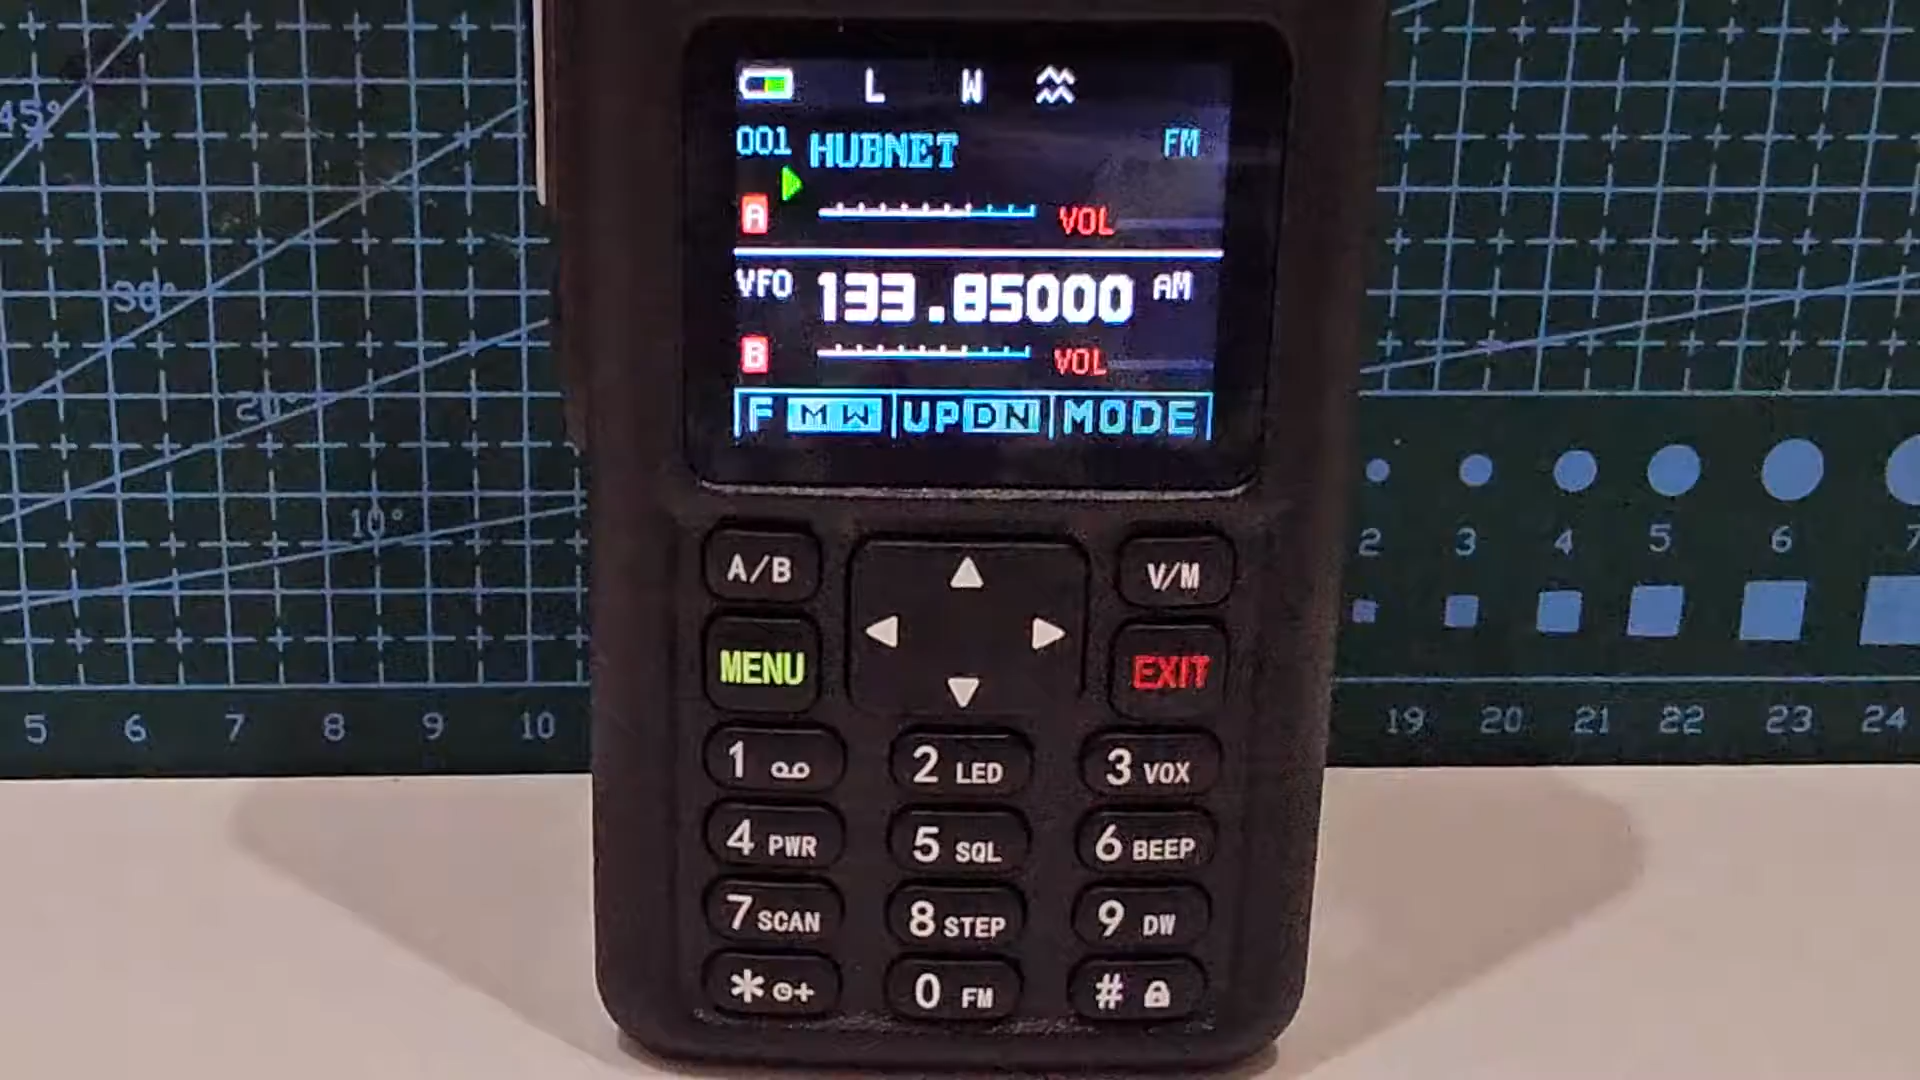 L W
001 HUBNET FM
A VOL
VFO 133.85000 AM
B VOL
F MW UPDN MODE
A/B V/M
MENU EXIT
1 2 LED 3 VOX
4 PWR 5 SQL 6 BEEP
7 SCAN 8 STEP 9 DW
* + 0 FM #
45°
30°
20°
10°
5 6 7 8 9 10
2 3 4 5 6 7
19 20 21 22 23 24